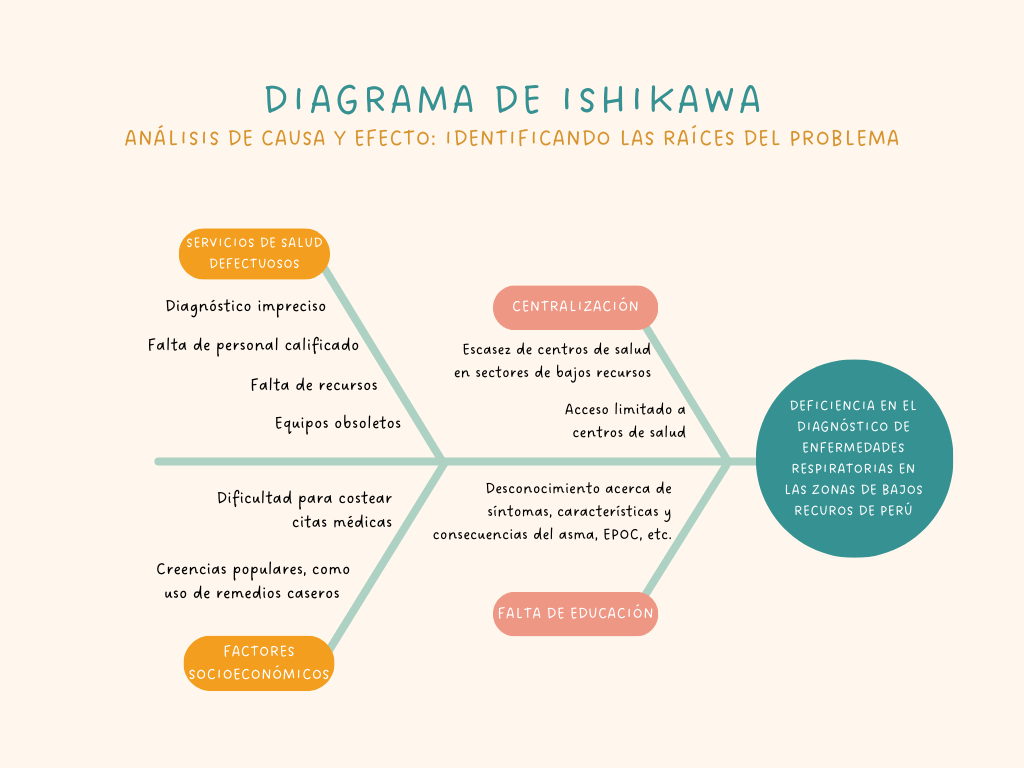 DIAGRAMA DE ISHIKAWA
ANÁLISIS DE CAUSA Y EFECTO: IDENTIFICANDO LAS RAÍCES DEL PROBLEMA
SERVICIOS DE SALUD
DEFECTUOSOS
Diagnóstico impreciso
Falta de personal calificado
Falta de recursos
Equipos obsoletos
CENTRALIZACIÓN
Escasez de centros de salud
en sectores de bajos recursos
Acceso limitado a
centros de salud
DEFICIENCIA EN EL
DIAGNÓSTICO DE
ENFERMEDADES
RESPIRATORIAS EN
LAS ZONAS DE BAJOS
RECUROS DE PERÚ
Dificultad para costear
citas médicas
Creencias populares, como
uso de remedios caseros
FACTORES
SOCIOECONÓMICOS
Desconocimiento acerca de
síntomas, características y
consecuencias del asma, EPOC, etc.
FALTA DE EDUCACIÓN